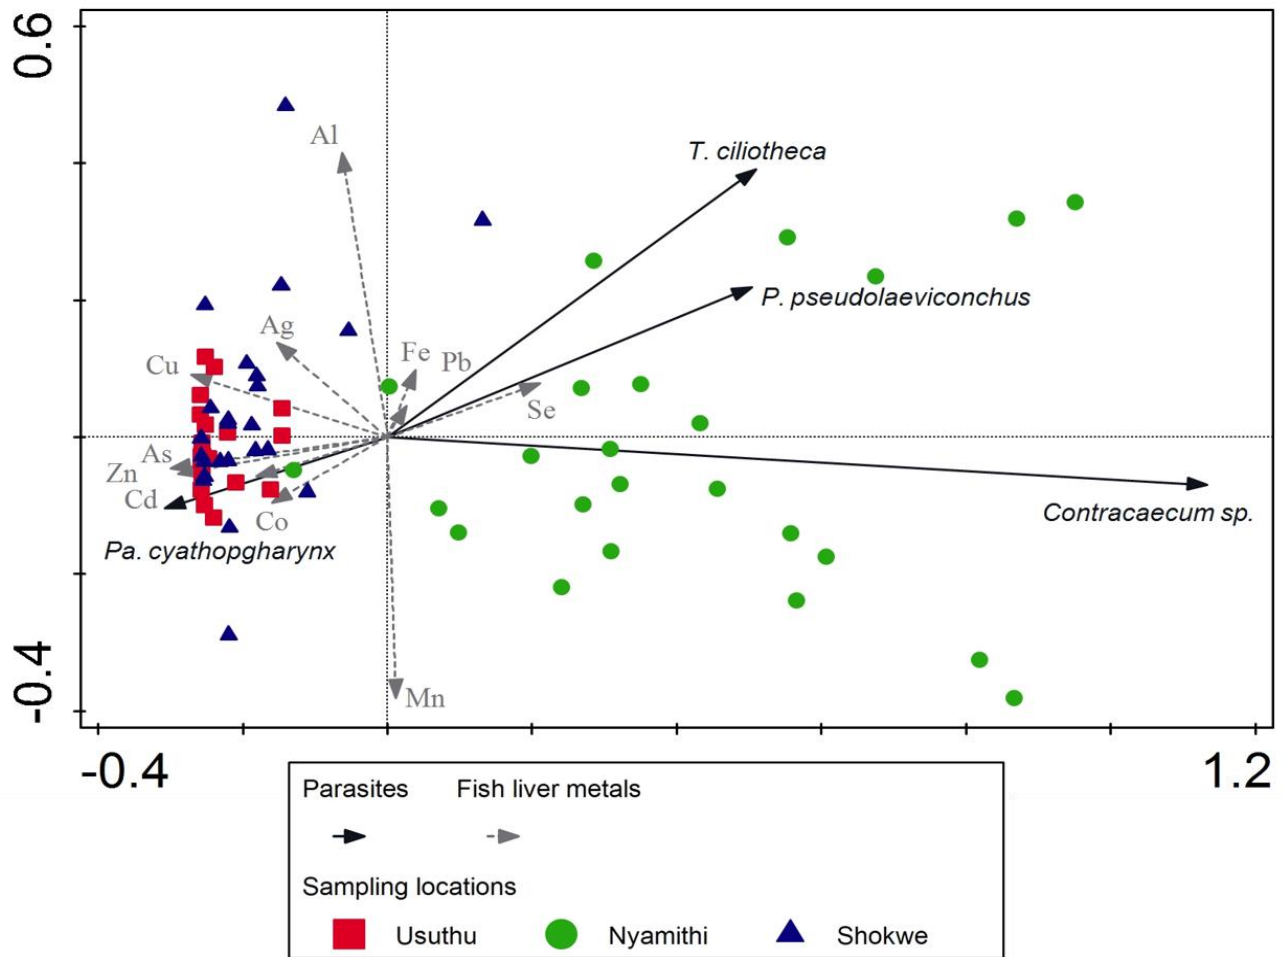 0.6
Al
T. ciliotheca
P. pseudolaeviconchus
Ag
Fe
Pb
Cu
Se
As
Zn
Cd
Co
Contracaecum sp.
Pa. cyathopgharynx
Mn
-0.4
-0.4
1.2
Parasites
Fish liver metals
Sampling locations
Usuthu
Nyamithi
Shokwe